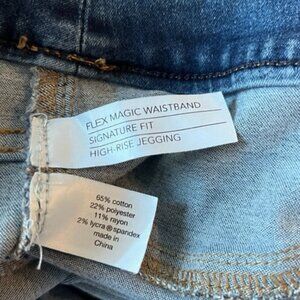 FLEX MAGIC WAISTBAND
SIGNATURE FIT
HIGH-RISE JEGGING
65% cotton
22% polyester
11% rayon
2% lycra®spandex
made in
China